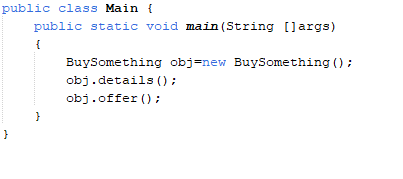 public class Main {
    public static void main(String []args)
    {
        BuySomething obj=new BuySomething();
        obj.details();
        obj.offer();
    }
}